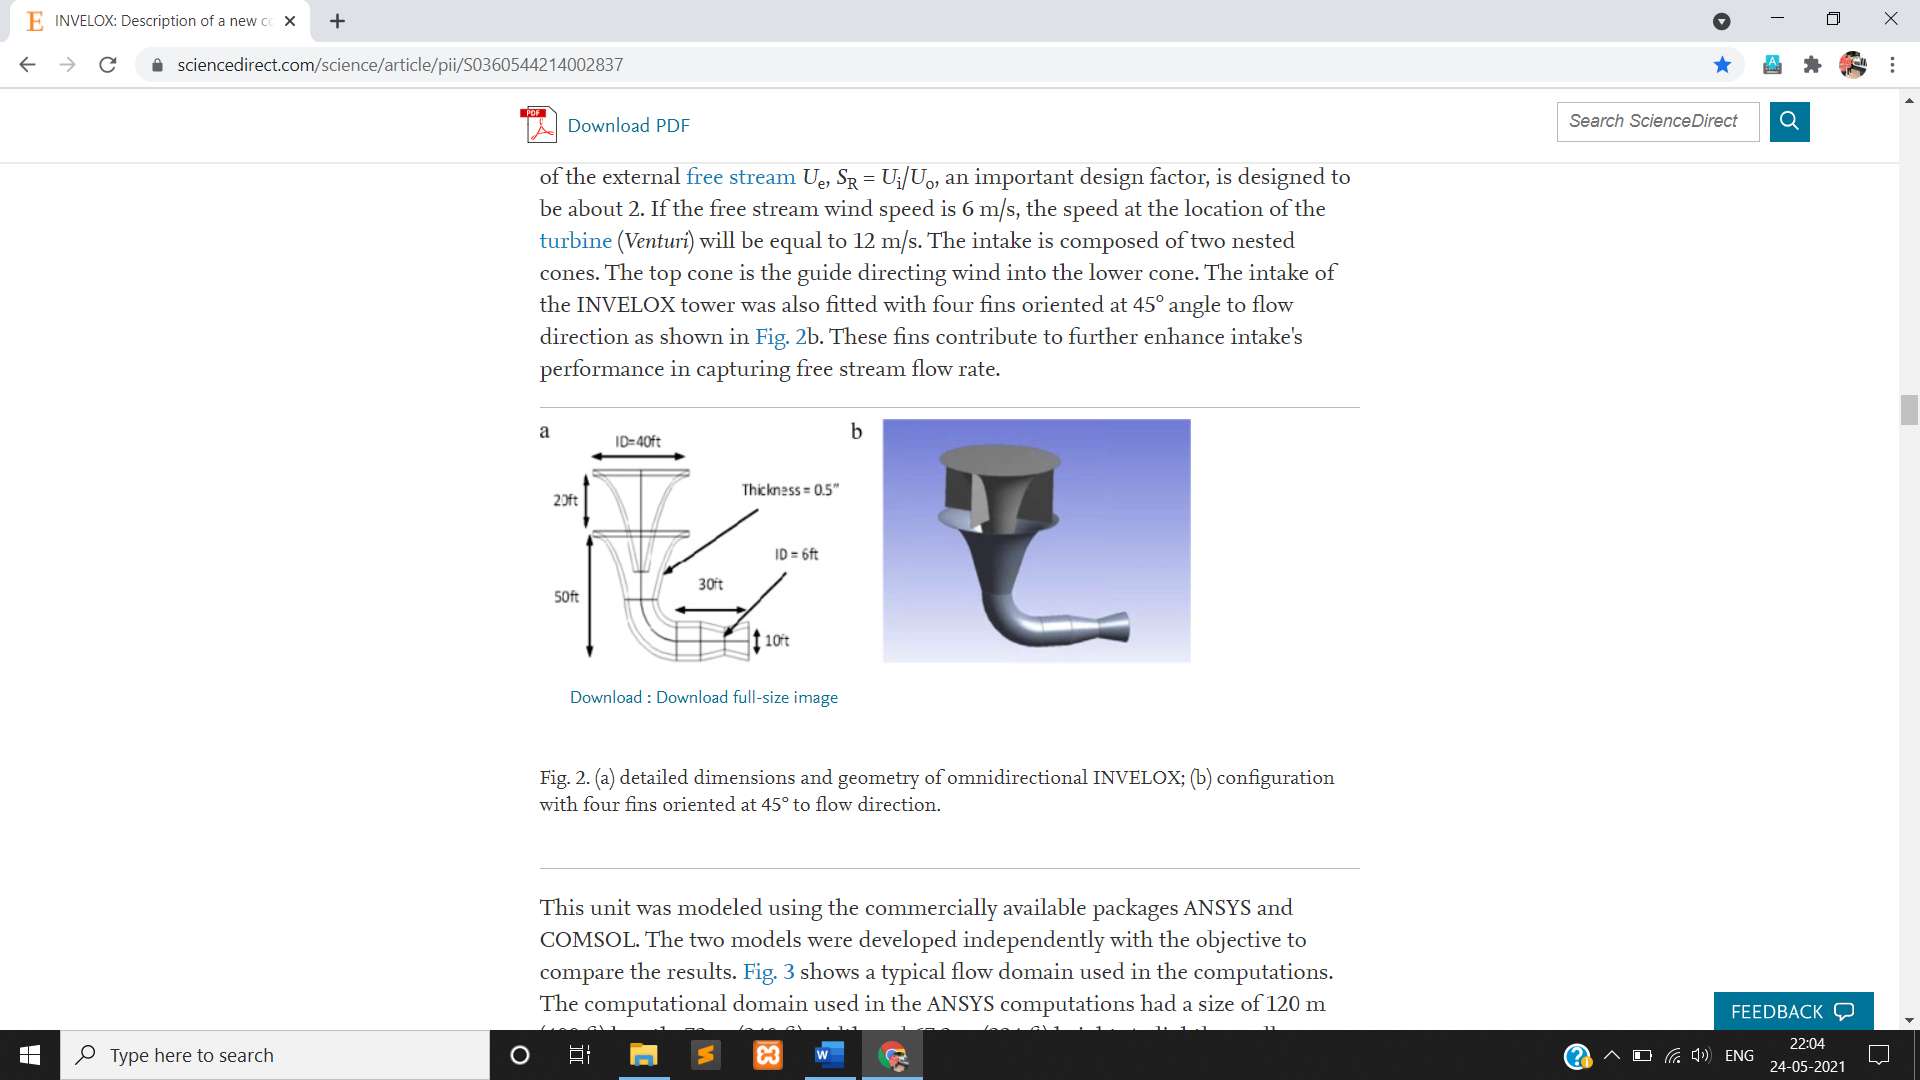 INVELOX: Description of a new c
sciencedirect.com/science/article/pii/S0360544214002837
PDF
Download PDF
Search ScienceDirect
of the external free stream Ue, SR = Ui/Uo, an important design factor, is designed to
be about 2. If the free stream wind speed is 6 m/s, the speed at the location of the
turbine (Venturi) will be equal to 12 m/s. The intake is composed of two nested
cones. The top cone is the guide directing wind into the lower cone. The intake of
the INVELOX tower was also fitted with four fins oriented at 45° angle to flow
direction as shown in Fig. 2b. These fins contribute to further enhance intake's
performance in capturing free stream flow rate.
a
b
ID=40ft
20ft
Thickness = 0.5"
ID = 6ft
30ft
50ft
10ft
Download : Download full-size image
Fig. 2. (a) detailed dimensions and geometry of omnidirectional INVELOX; (b) configuration
with four fins oriented at 45° to flow direction.
This unit was modeled using the commercially available packages ANSYS and
COMSOL. The two models were developed independently with the objective to
compare the results. Fig. 3 shows a typical flow domain used in the computations.
The computational domain used in the ANSYS computations had a size of 120 m
FEEDBACK
Type here to search
ENG
22:04
24-05-2021